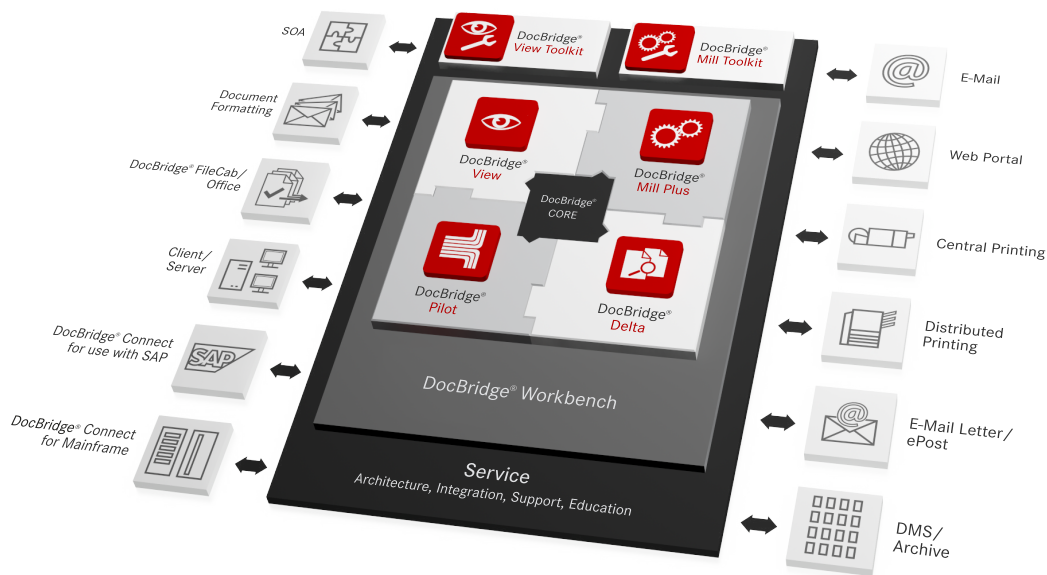 SOA
Document
Formatting
DocBridge® FileCab/
Office
Client/
Server
DocBridge® Connect
for use with SAP
SAP
DocBridge® Connect
for Mainframe
DocBridge®
View Toolkit
DocBridge®
Mill Toolkit
DocBridge®
View
DocBridge®
Mill Plus
DocBridge®
CORE
DocBridge®
Pilot
DocBridge®
Delta
DocBridge® Workbench
Service
Architecture, Integration, Support, Education
@
E-Mail
Web Portal
Central Printing
Distributed
Printing
@
E-Mail Letter/
ePost
DMS/
Archive